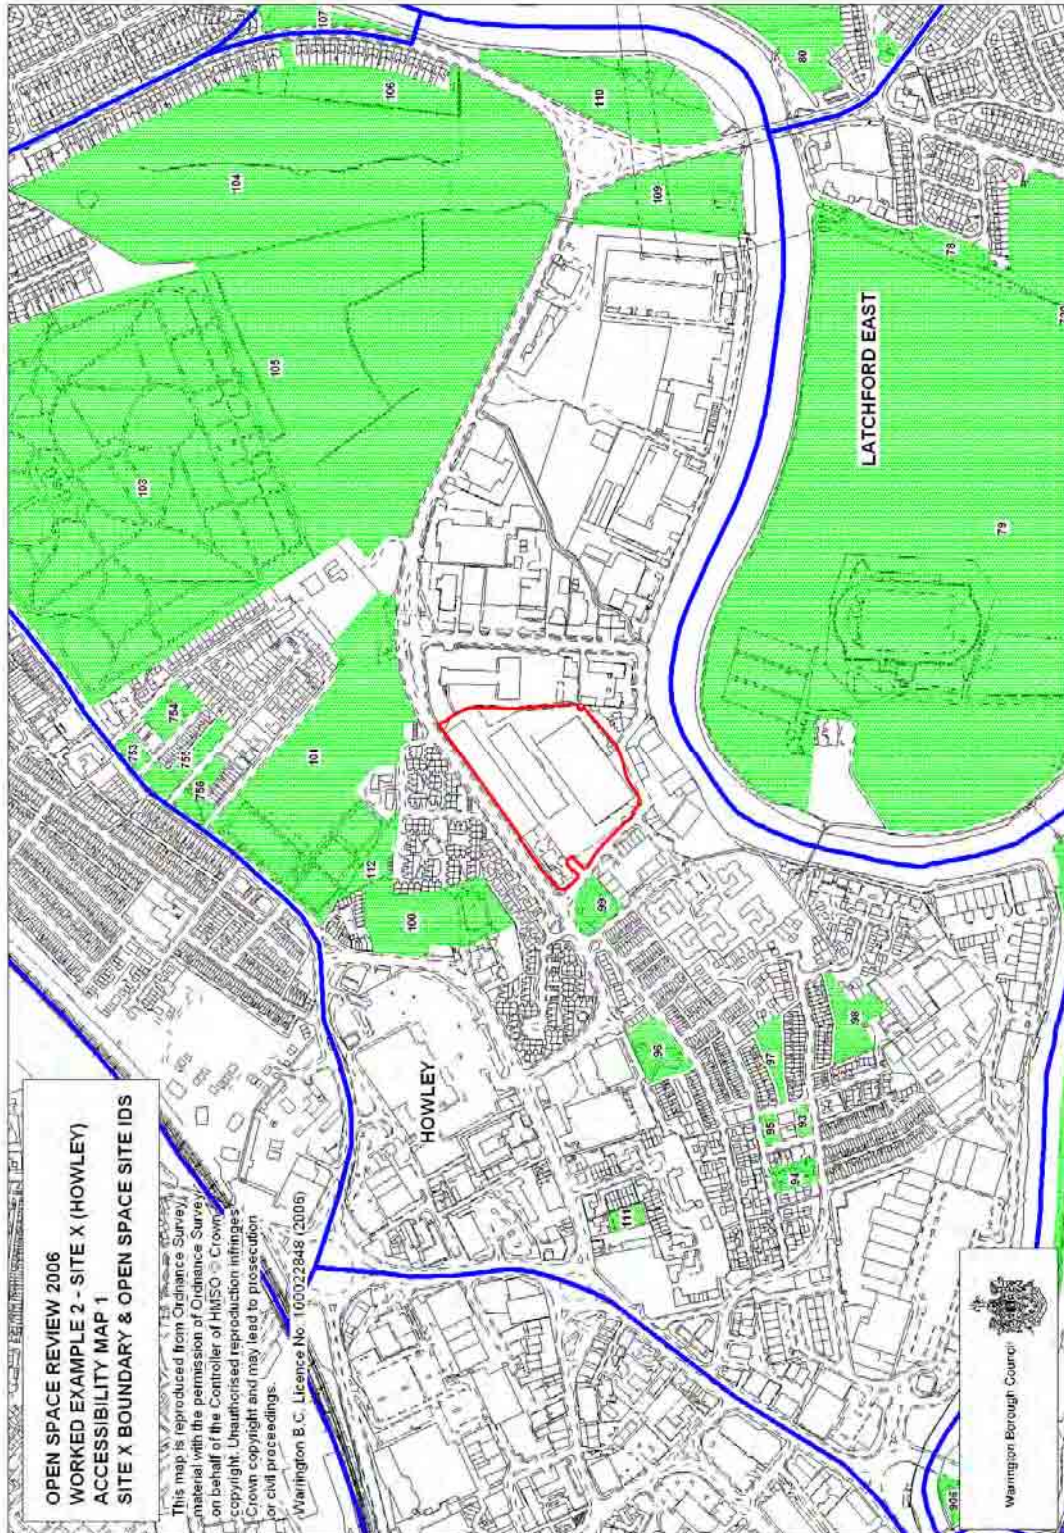 OPEN SPACE REVIEW 2006
WORKED EXAMPLE 2 - SITE X (HOWLEY)
ACCESSIBILITY MAP 1
SITE X BOUNDARY & OPEN SPACE SITE IDS
This map is reproduced from Ordnance Survey
material with the permission of Ordnance Survey
on behalf of the Controller of HMSO © Crown
copyright. Unauthorised reproduction infringes
Crown copyright and may lead to prosecution
or civil proceedings.
Warrington B.C. Licence No. 100022848 (2006)
HOWLEY
LATCHFORD EAST
753
754
755
756
103
104
105
106
107
101
112
100
110
109
80
78
79
99
96
97
98
95
93
94
111
Warrington Borough Council